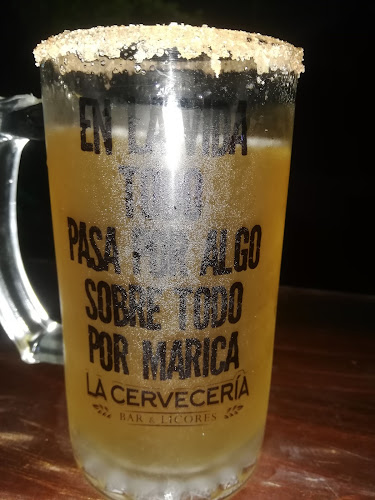 EN LA VIDA
TODO
PASA POR ALGO
SOBRE TODO
POR MARICA
LA CERVECERÍA
BAR & LICORES